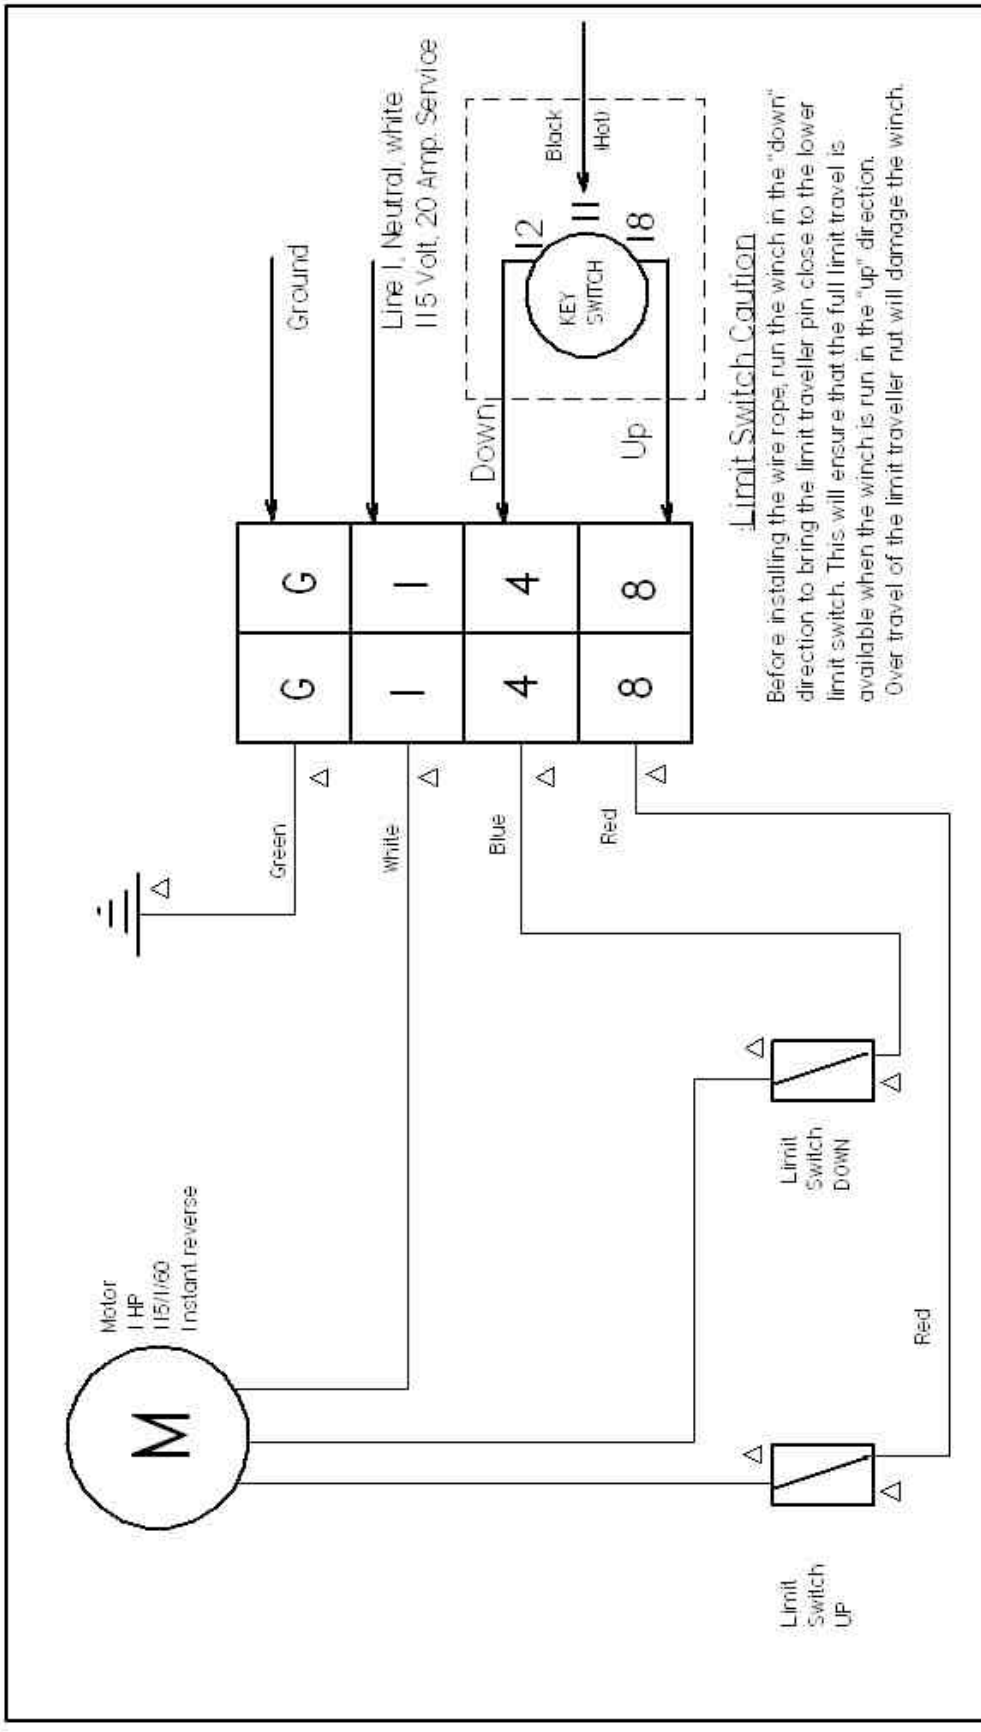 Motor
1 HP
115/1/60
Instant reverse
M
Green
White
Blue
Red
G
G
1
1
4
4
8
8
Ground
Line 1, Neutral, white
115 Volt, 20 Amp. Service
Down
Up
KEY
SWITCH
12
11
18
Black
(Hot)
Limit
Switch
UP
Limit
Switch
DOWN
Red
Limit Switch Caution
Before installing the wire rope, run the winch in the "down"
direction to bring the limit traveller pin close to the lower
limit switch. This will ensure that the full limit travel is
available when the winch is run in the "up" direction.
Over travel of the limit traveller nut will damage the winch.